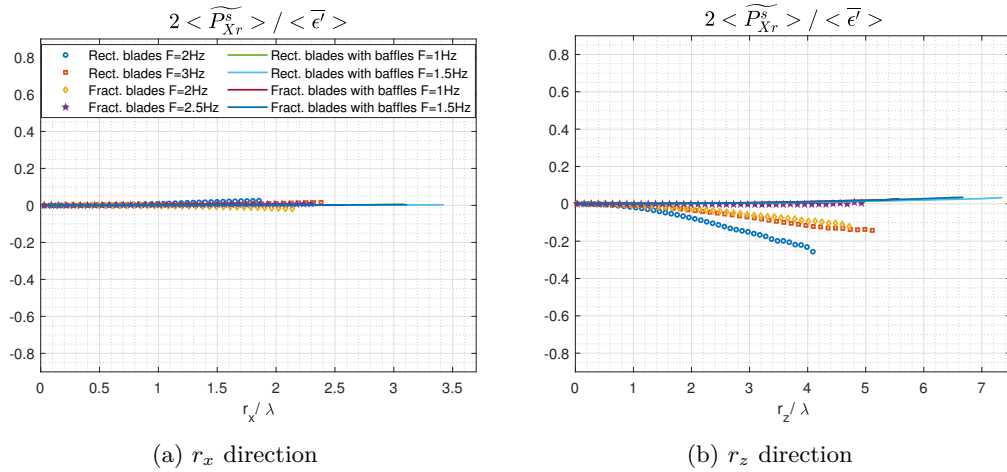 2 < \widetilde{P^s_{Xr}} > / < \overline{ϵ'} >
Rect. blades F=2Hz
Rect. blades F=3Hz
Fract. blades F=2Hz
Fract. blades F=2.5Hz
Rect. blades with baffles F=1Hz
Rect. blades with baffles F=1.5Hz
Fract. blades with baffles F=1Hz
Fract. blades with baffles F=1.5Hz
0.8
0.6
0.4
0.2
0
-0.2
-0.4
-0.6
-0.8
0 0.5 1 1.5 2 2.5 3 3.5
r_x / λ
(a) r_x direction
2 < \widetilde{P^s_{Xr}} > / < \overline{ϵ'} >
0.8
0.6
0.4
0.2
0
-0.2
-0.4
-0.6
-0.8
0 1 2 3 4 5 6 7
r_z / λ
(b) r_z direction